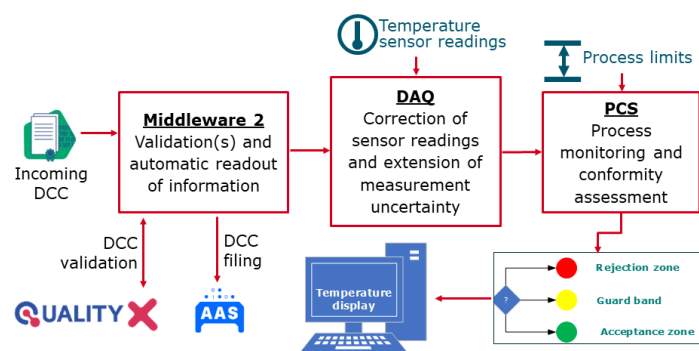 Temperature
sensor readings
Process limits
Incoming
DCC
Middleware 2
Validation(s) and
automatic readout
of information
DAQ
Correction of
sensor readings
and extension of
measurement
uncertainty
PCS
Process
monitoring and
conformity
assessment
DCC
validation
DCC
filing
QUALITY X
AAS
Temperature
display
?
Rejection zone
Guard band
Acceptance zone